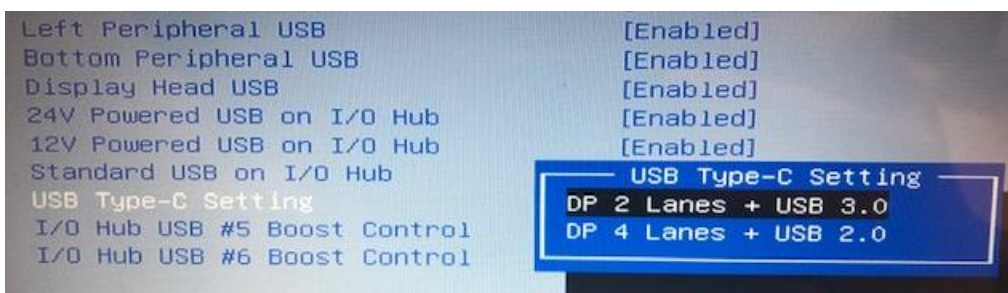 Left Peripheral USB [Enabled]
Bottom Peripheral USB [Enabled]
Display Head USB [Enabled]
24V Powered USB on I/O Hub [Enabled]
12V Powered USB on I/O Hub [Enabled]
Standard USB on I/O Hub
USB Type-C Setting
I/O Hub USB #5 Boost Control
I/O Hub USB #6 Boost Control
USB Type-C Setting
DP 2 Lanes + USB 3.0
DP 4 Lanes + USB 2.0